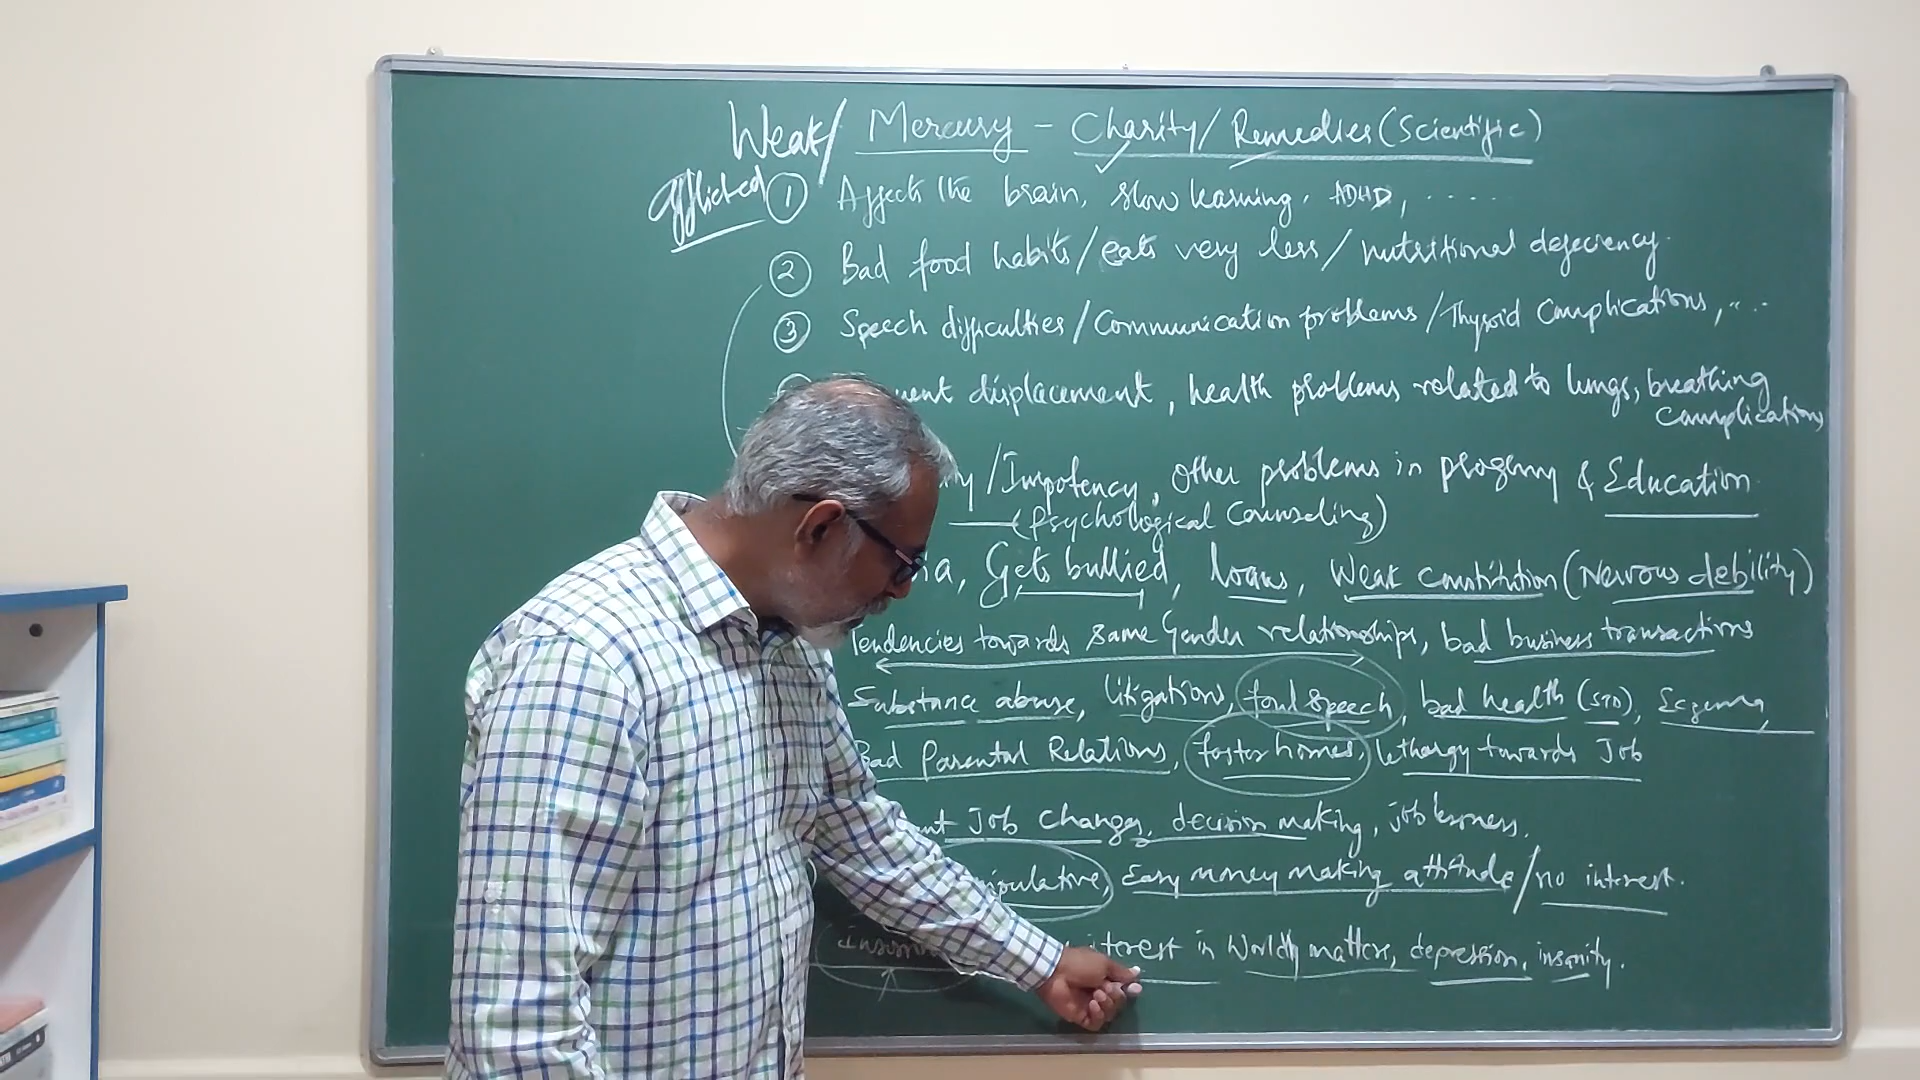 Weak/ Mercury - Charity/Remedies (Scientific)
afflicted
1 Affects the brain, slow learning, ADHD, .....
2 Bad food habits/eats very less/nutritional defeciency.
3 Speech difficulties/Communication problems/Thyroid Complications, ...
displacement, health problems related to lungs, breathing
complications
/Impotency, Other problems in progeny & Education
(Psychological Counseling)
Gets bullied, loans, Weak constitution (Nervous debility)
Tendencies towards same Gender relationships, bad business transactions
Substance abuse, litigations, foul speech, bad health (STD), Eczema,
Bad Parental Relations, foster homes, lethargy towards Job
Job Changes, decision making, joblessness.
Easy money making attitude/no interest.
in Worldly matters, depression, insanity.